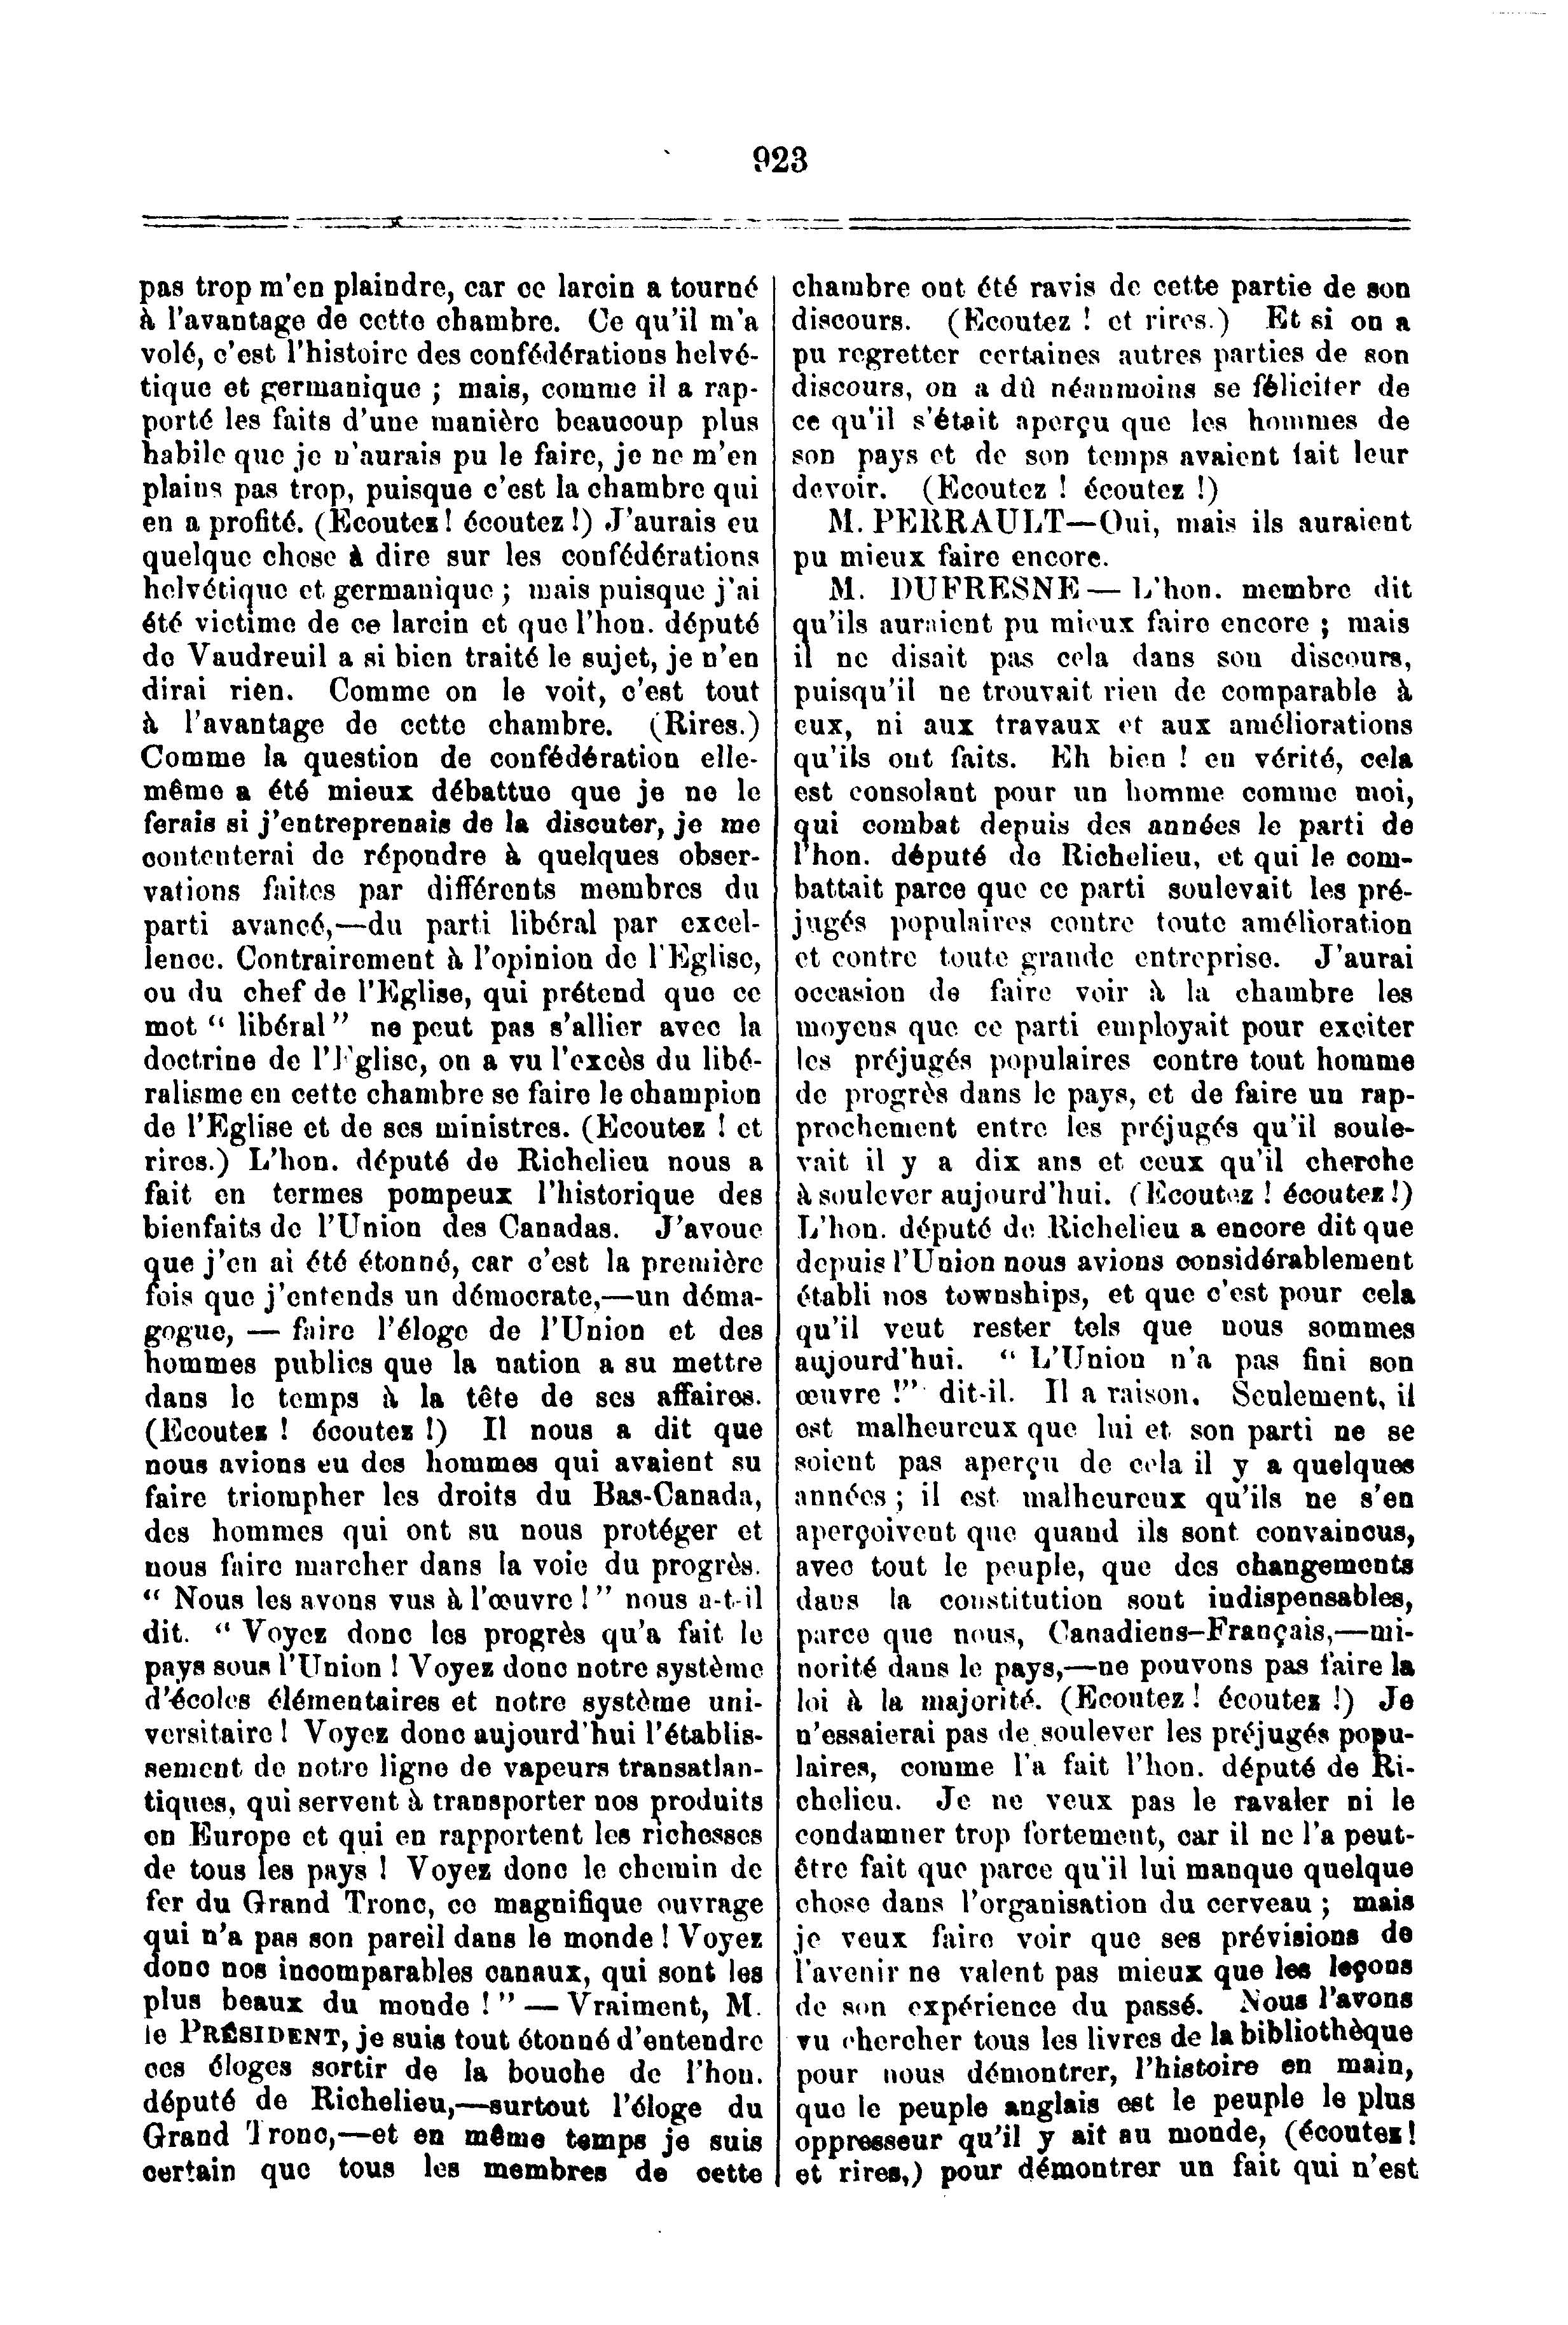 923
pas trop m'en plaindre, car ce larcin a tourné
à l'avantage de cette chambre. Ce qu'il m'a
volé, c'est l'histoire des confédérations helvé-
tique et germanique ; mais, comme il a rap-
porté les faits d'une manière beaucoup plus
habile que je n'aurais pu le faire, je ne m'en
plains pas trop, puisque c'est la chambre qui
en a profité. (Ecoutez ! écoutez !) J'aurais eu
quelque chose à dire sur les confédérations
helvétique et germanique ; mais puisque j'ai
été victime de ce larcin et que l'hon. député
de Vaudreuil a si bien traité le sujet, je n'en
dirai rien. Comme on le voit, c'est tout
à l'avantage de cette chambre. (Rires.)
Comme la question de confédération elle-
même a été mieux débattue que je ne le
ferais si j'entreprenais de la discuter, je me
contenterai de répondre à quelques obser-
vations faites par différents membres du
parti avancé,—du parti libéral par excel-
lence. Contrairement à l'opinion de l'Eglise,
ou du chef de l'Eglise, qui prétend que ce
mot " libéral " ne peut pas s'allier avec la
doctrine de l'Eglise, on a vu l'excès du libé-
ralisme en cette chambre se faire le champion
de l'Eglise et de ses ministres. (Ecoutez ! et
rires.) L'hon. député de Richelieu nous a
fait en termes pompeux l'historique des
bienfaits de l'Union des Canadas. J'avoue
que j'en ai été étonné, car c'est la première
fois que j'entends un démocrate,—un déma-
gogue, — faire l'éloge de l'Union et des
hommes publics que la nation a su mettre
dans le temps à la tête de ses affaires.
(Ecoutez ! écoutez !) Il nous a dit que
nous avions eu des hommes qui avaient su
faire triompher les droits du Bas-Canada,
des hommes qui ont su nous protéger et
nous faire marcher dans la voie du progrès.
" Nous les avons vus à l'œuvre ! " nous a-t-il
dit. " Voyez donc les progrès qu'a fait le
pays sous l'Union ! Voyez donc notre système
d'écoles élémentaires et notre système uni-
versitaire ! Voyez donc aujourd'hui l'établis-
sement de notre ligne de vapeurs transatlan-
tiques, qui servent à transporter nos produits
en Europe et qui en rapportent les richesses
de tous les pays ! Voyez donc le chemin de
fer du Grand Tronc, ce magnifique ouvrage
qui n'a pas son pareil dans le monde ! Voyez
donc nos incomparables canaux, qui sont les
plus beaux du monde ! " — Vraiment, M.
le PRÉSIDENT, je suis tout étonné d'entendre
ces éloges sortir de la bouche de l'hon.
député de Richelieu,—surtout l'éloge du
Grand Tronc,—et en même temps je suis
certain que tous les membres de cette
chambre ont été ravis de cette partie de son
discours. (Ecoutez ! et rires.) Et si on a
pu regretter certaines autres parties de son
discours, on a dû néanmoins se féliciter de
ce qu'il s'était aperçu que les hommes de
son pays et de son temps avaient fait leur
devoir. (Ecoutez ! écoutez !)
M. PERRAULT—Oui, mais ils auraient
pu mieux faire encore.
M. DUFRESNE — L'hon. membre dit
qu'ils auraient pu mieux faire encore ; mais
il ne disait pas cela dans son discours,
puisqu'il ne trouvait rien de comparable à
eux, ni aux travaux et aux améliorations
qu'ils ont faits. Eh bien ! en vérité, cela
est consolant pour un homme comme moi,
qui combat depuis des années le parti de
l'hon. député de Richelieu, et qui le com-
battait parce que ce parti soulevait les pré-
jugés populaires contre toute amélioration
et contre toute grande entreprise. J'aurai
occasion de faire voir à la chambre les
moyens que ce parti employait pour exciter
les préjugés populaires contre tout homme
de progrès dans le pays, et de faire un rap-
prochement entre les préjugés qu'il soule-
vait il y a dix ans et ceux qu'il cherche
à soulever aujourd'hui. (Ecoutez ! écoutez !)
L'hon. député de Richelieu a encore dit que
depuis l'Union nous avions considérablement
établi nos townships, et que c'est pour cela
qu'il veut rester tels que nous sommes
aujourd'hui. " L'Union n'a pas fini son
œuvre !" dit-il. Il a raison. Seulement, il
est malheureux que lui et son parti ne se
soient pas aperçu de cela il y a quelques
années ; il est malheureux qu'ils ne s'en
aperçoivent que quand ils sont convaincus,
avec tout le peuple, que des changements
dans la constitution sont indispensables,
parce que nous, Canadiens-Français,—mi-
norité dans le pays,—ne pouvons pas faire la
loi à la majorité. (Ecoutez ! écoutez !) Je
n'essaierai pas de soulever les préjugés popu-
laires, comme l'a fait l'hon. député de Ri-
chelieu. Je ne veux pas le ravaler ni le
condamner trop fortement, car il ne l'a peut-
être fait que parce qu'il lui manque quelque
chose dans l'organisation du cerveau ; mais
je veux faire voir que ses prévisions de
l'avenir ne valent pas mieux que les leçons
de son expérience du passé. Nous l'avons
vu chercher tous les livres de la bibliothèque
pour nous démontrer, l'histoire en main,
que le peuple anglais est le peuple le plus
oppresseur qu'il y ait au monde, (écoutez !
et rires,) pour démontrer un fait qui n'est